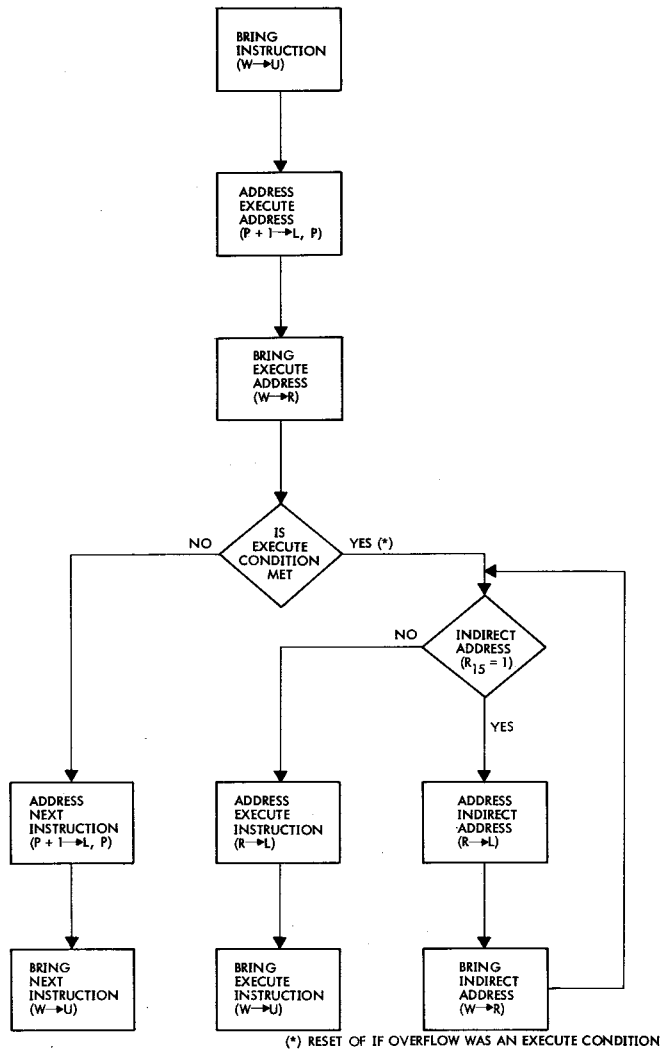 BRING
INSTRUCTION
(W→U)
ADDRESS
EXECUTE
ADDRESS
(P + 1→L, P)
BRING
EXECUTE
ADDRESS
(W→R)
IS
EXECUTE
CONDITION
MET
NO
YES (*)
INDIRECT
ADDRESS
(R15 = 1)
NO
YES
ADDRESS
NEXT
INSTRUCTION
(P + 1→L, P)
ADDRESS
EXECUTE
INSTRUCTION
(R→L)
ADDRESS
INDIRECT
ADDRESS
(R→L)
BRING
NEXT
INSTRUCTION
(W→U)
BRING
EXECUTE
INSTRUCTION
(W→U)
BRING
INDIRECT
ADDRESS
(W→R)
(*) RESET OF IF OVERFLOW WAS AN EXECUTE CONDITION